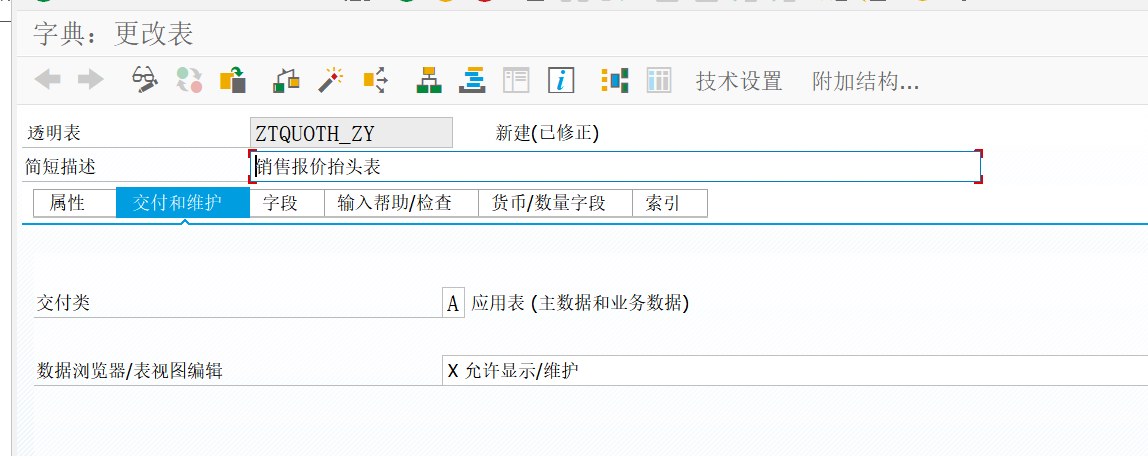 字典：更改表
技术设置 附加结构...
透明表 ZTQUOTH_ZY 新建(已修正)
简短描述 销售报价抬头表
属性 交付和维护 字段 输入帮助/检查 货币/数量字段 索引
交付类 A 应用表 (主数据和业务数据)
数据浏览器/表视图编辑 X 允许显示/维护